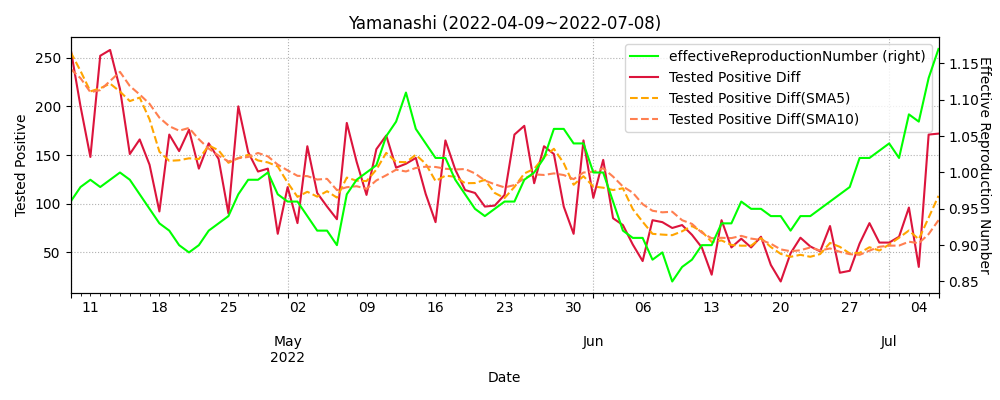 Yamanashi (2022-04-09~2022-07-08)
effectiveReproductionNumber (right)
Tested Positive Diff
Tested Positive Diff(SMA5)
Tested Positive Diff(SMA10)
Tested Positive
250
200
150
100
50
1.15
1.10
1.05
1.00
0.95
0.90
0.85
Effective Reproduction Number
11 18 25 02 09 16 23 30 06 13 20 27 04
May Jun Jul
2022
Date